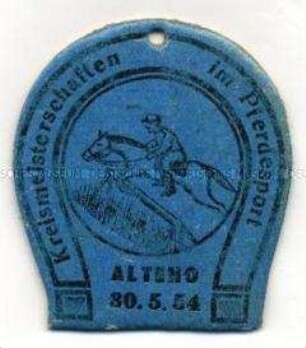 Kreismeisterschaften im Pferdesport
ALTENO
30.5.54